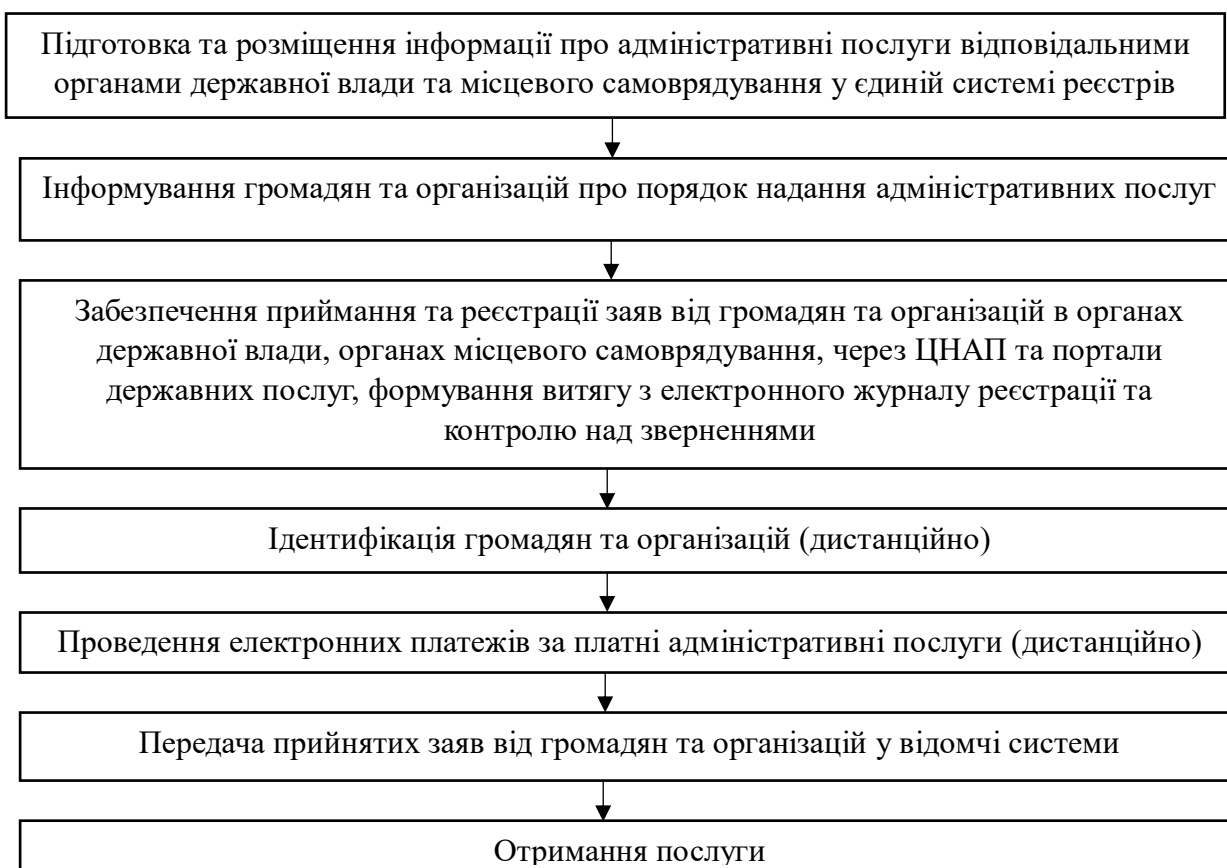 Підготовка та розміщення інформації про адміністративні послуги відповідальними
органами державної влади та місцевого самоврядування у єдиній системі реєстрів
Інформування громадян та організацій про порядок надання адміністративних послуг
Забезпечення приймання та реєстрації заяв від громадян та організацій в органах
державної влади, органах місцевого самоврядування, через ЦНАП та портали
державних послуг, формування витягу з електронного журналу реєстрації та
контролю над зверненнями
Ідентифікація громадян та організацій (дистанційно)
Проведення електронних платежів за платні адміністративні послуги (дистанційно)
Передача прийнятих заяв від громадян та організацій у відомчі системи
Отримання послуги